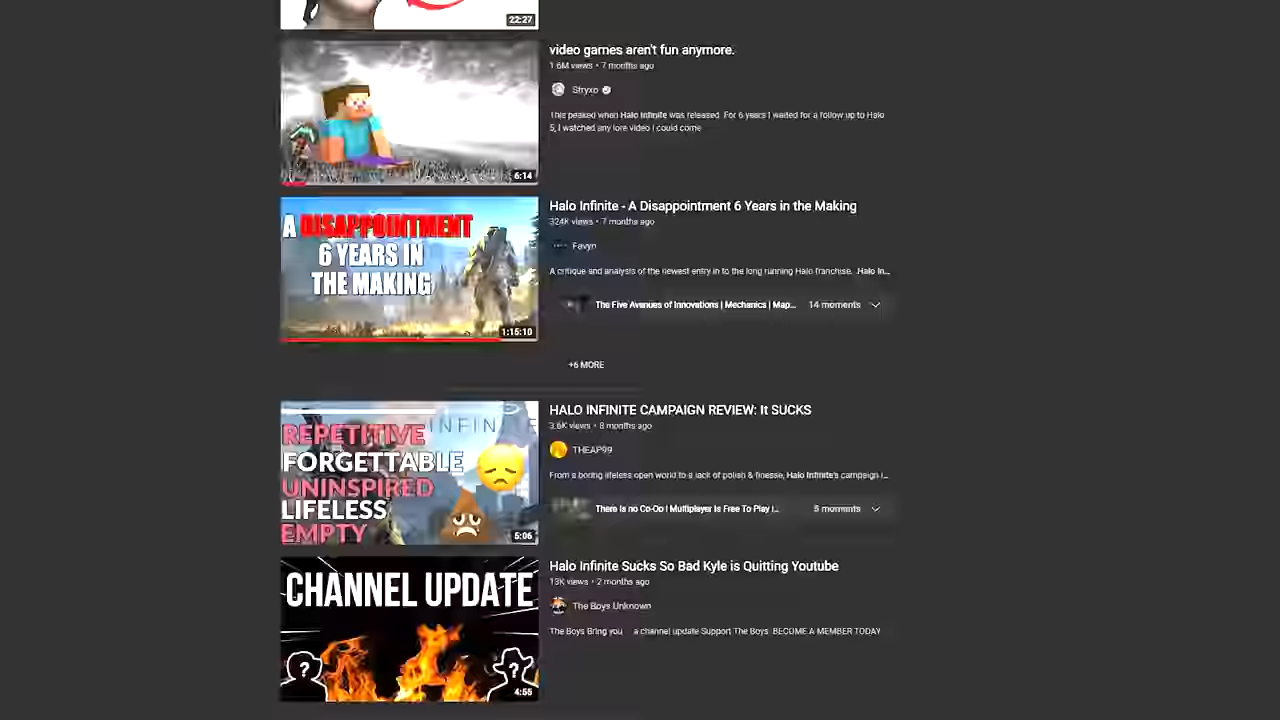 22:27
video games aren't fun anymore.
1.6M views • 7 months ago
Stryxo
This peaked when Halo Infinite was released. For 6 years I waited for a follow up to Halo
5, I watched any lore video I could come
6:14
A DISAPPOINTMENT
6 YEARS IN
THE MAKING
1:15:10
Halo Infinite - A Disappointment 6 Years in the Making
324K views • 7 months ago
Favyn
A critique and analysis of the newest entry in to the long running Halo franchise. .Halo In...
The Five Avenues of Innovations | Mechanics | Map...
14 moments
+6 MORE
INFINITE
REPETITIVE
FORGETTABLE
UNINSPIRED
LIFELESS
EMPTY
5:06
HALO INFINITE CAMPAIGN REVIEW: It SUCKS
3.6K views • 8 months ago
THEAP99
From a boring lifeless open world to a lack of polish & finesse, Halo Infinite's campaign i...
There is no Co-Op | Multiplayer Is Free To Play |...
5 moments
CHANNEL UPDATE
? ?
4:55
Halo Infinite Sucks So Bad Kyle is Quitting Youtube
13K views • 2 months ago
The Boys Unknown
The Boys Bring you a channel update Support The Boys: BECOME A MEMBER TODAY